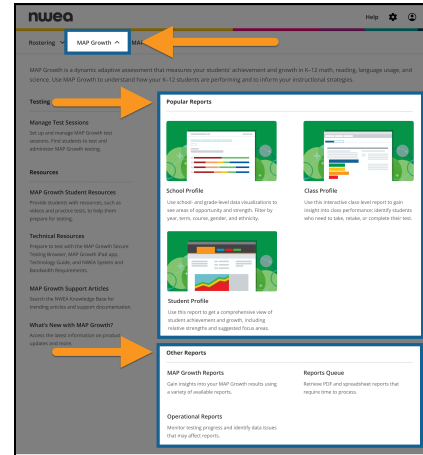 nwea
Help
Rostering
MAP Growth
MAP Growth is a dynamic adaptive assessment that measures your students' achievement and growth in K–12 math, reading, language usage, and
science. Use MAP Growth to understand how your K–12 students are performing and to inform your instructional strategies.
Testing
Manage Test Sessions
Set up and manage MAP Growth test
sessions. Find students to test and
administer MAP Growth testing.
Resources
MAP Growth Student Resources
Provide students with resources, such as
videos and practice tests, to help them
prepare for testing.
Technical Resources
Prepare to test with the MAP Growth Secure
Testing Browser, MAP Growth iPad app,
Technology Guide, and NWEA System and
Bandwidth Requirements.
MAP Growth Support Articles
Search the NWEA Knowledge Base for
trending articles and support documentation.
What's New with MAP Growth?
Access the latest information on product
updates and more.
Popular Reports
School Profile
Use school- and grade-level data visualizations to
see areas of opportunity and strength. Filter by
year, term, course, gender, and ethnicity.
Class Profile
Use this interactive class level report to gain
insight into class performance; identify students
who need to take, retake, or complete their test.
Student Profile
Use this report to get a comprehensive view of
student achievement and growth, including
relative strengths and suggested focus areas.
Other Reports
MAP Growth Reports
Gain insights into your MAP Growth results using
a variety of available reports.
Reports Queue
Retrieve PDF and spreadsheet reports that
require time to process.
Operational Reports
Monitor testing progress and identify data issues
that may affect reports.